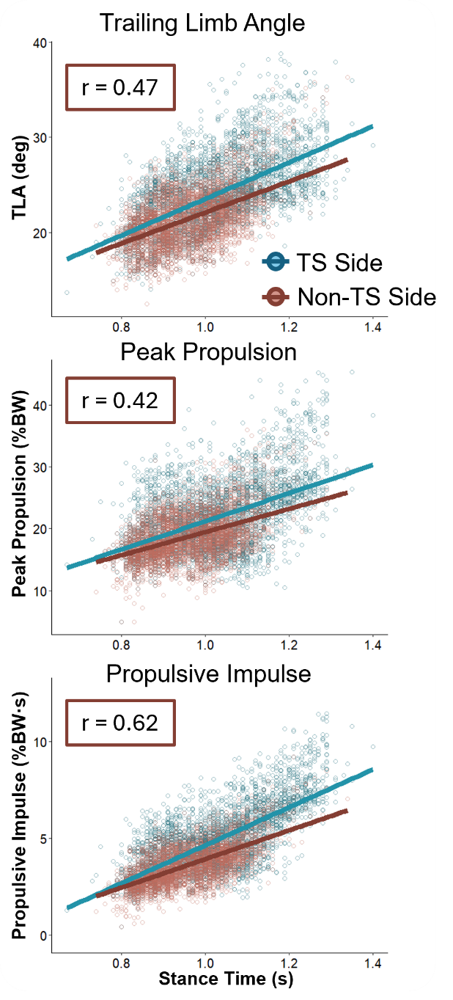 Trailing Limb Angle
r = 0.47
TLA (deg)
40
30
20
TS Side
Non-TS Side
0.8 1.0 1.2 1.4
Peak Propulsion
r = 0.42
Peak Propulsion (%BW)
40
30
20
10
0.8 1.0 1.2 1.4
Propulsive Impulse
r = 0.62
Propulsive Impulse (%BW·s)
10
5
0
0.8 1.0 1.2 1.4
Stance Time (s)